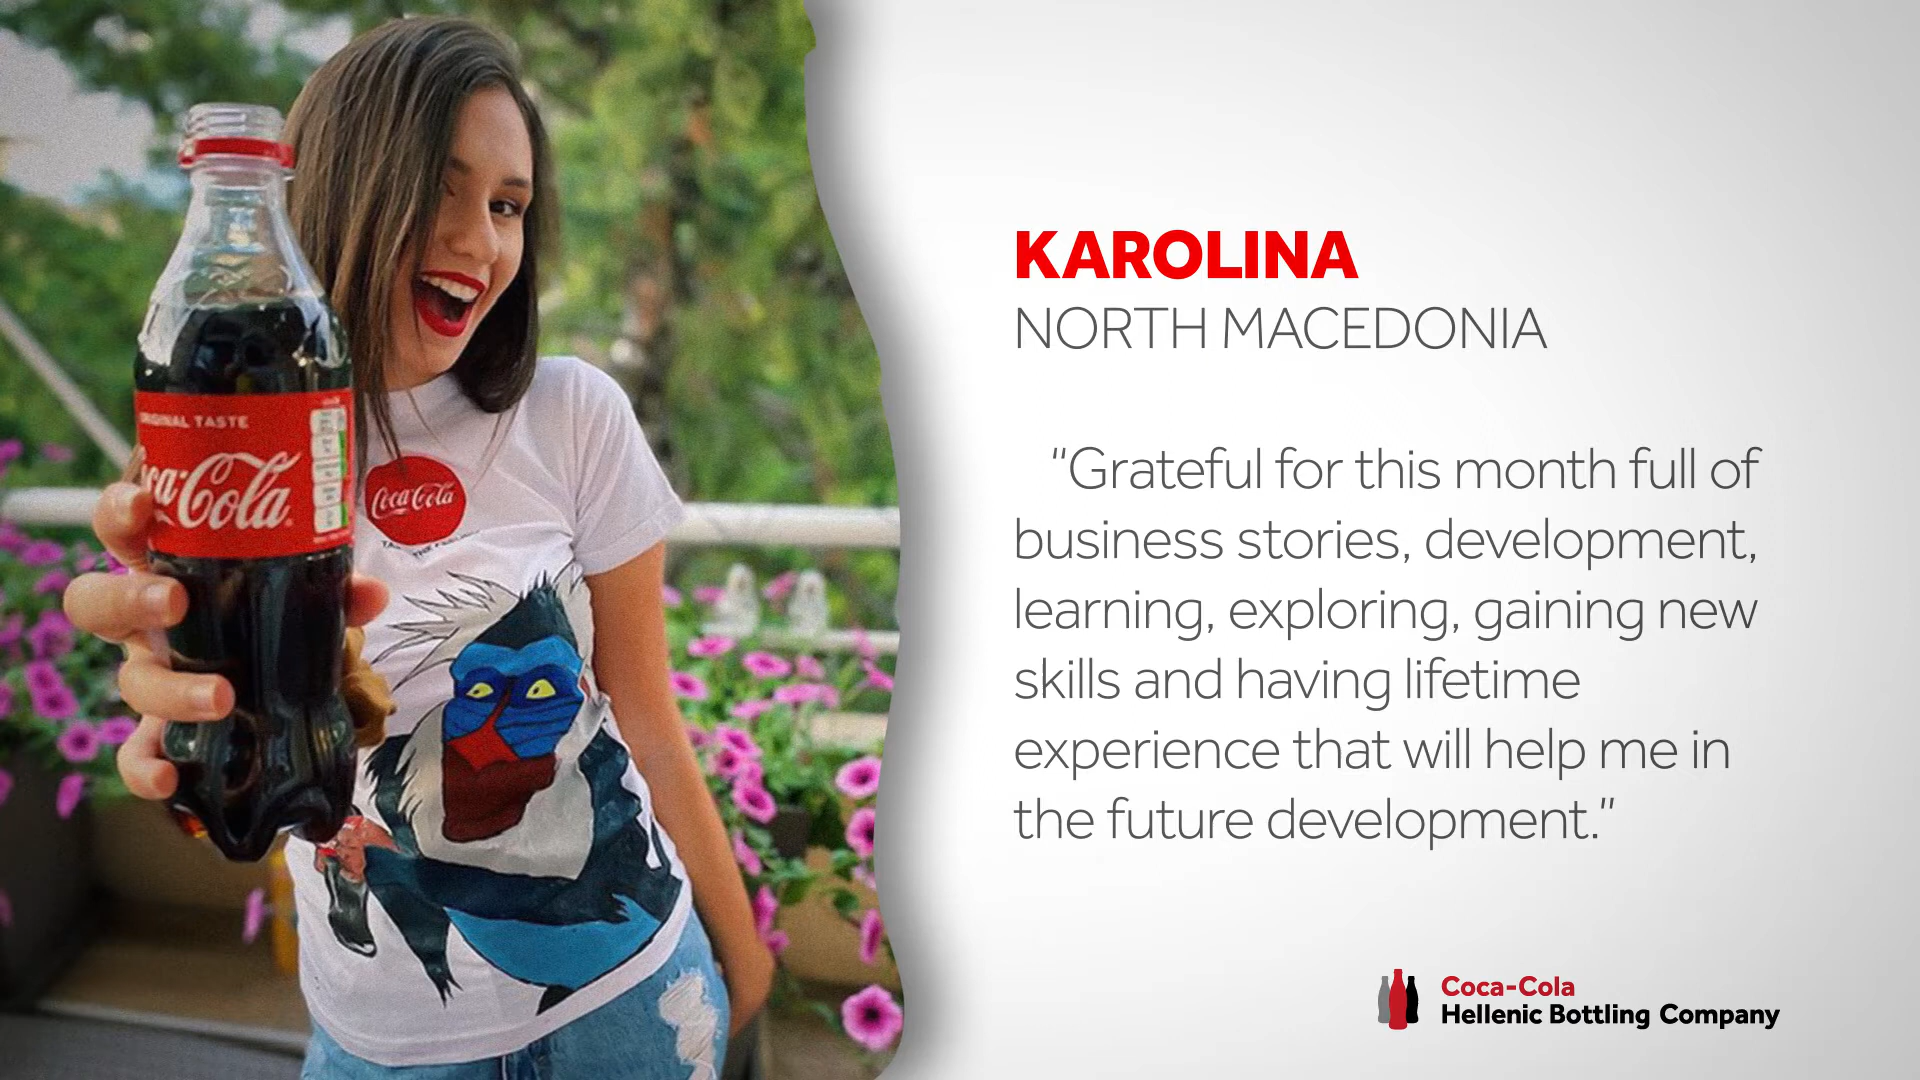 ORIGINAL TASTE
Coca-Cola
Coca-Cola
KAROLINA
NORTH MACEDONIA
“Grateful for this month full of
business stories, development,
learning, exploring, gaining new
skills and having lifetime
experience that will help me in
the future development.”
Coca-Cola
Hellenic Bottling Company